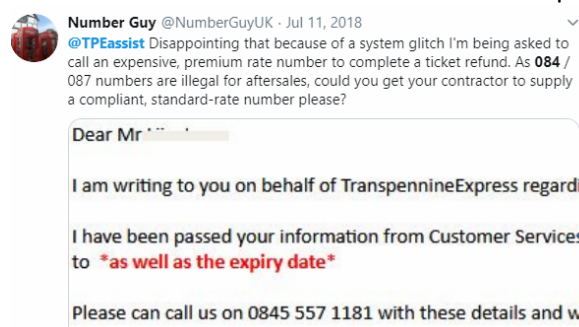 Number Guy @NumberGuyUK · Jul 11, 2018
@TPEassist Disappointing that because of a system glitch I'm being asked to
call an expensive, premium rate number to complete a ticket refund. As 084 /
087 numbers are illegal for aftersales, could you get your contractor to supply
a compliant, standard-rate number please?
Dear Mr
I am writing to you on behalf of TranspennineExpress
I have been passed your information from Customer
to *as well as the expiry date*
Please can call us on 0845 557 1181 with these details and